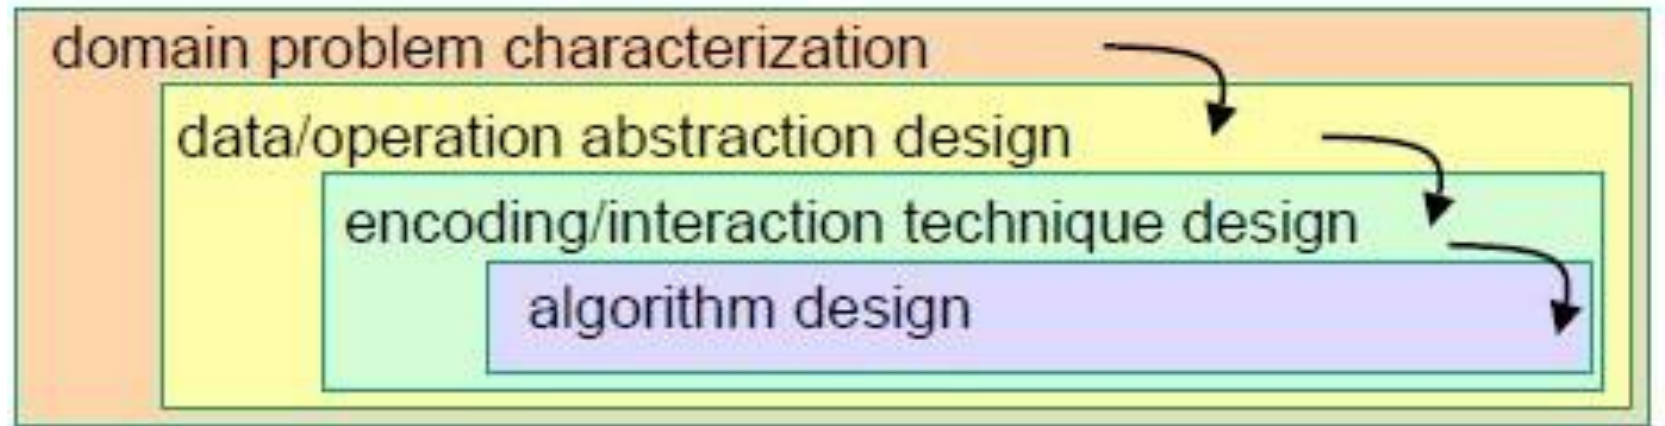 domain problem characterization
data/operation abstraction design
encoding/interaction technique design
algorithm design